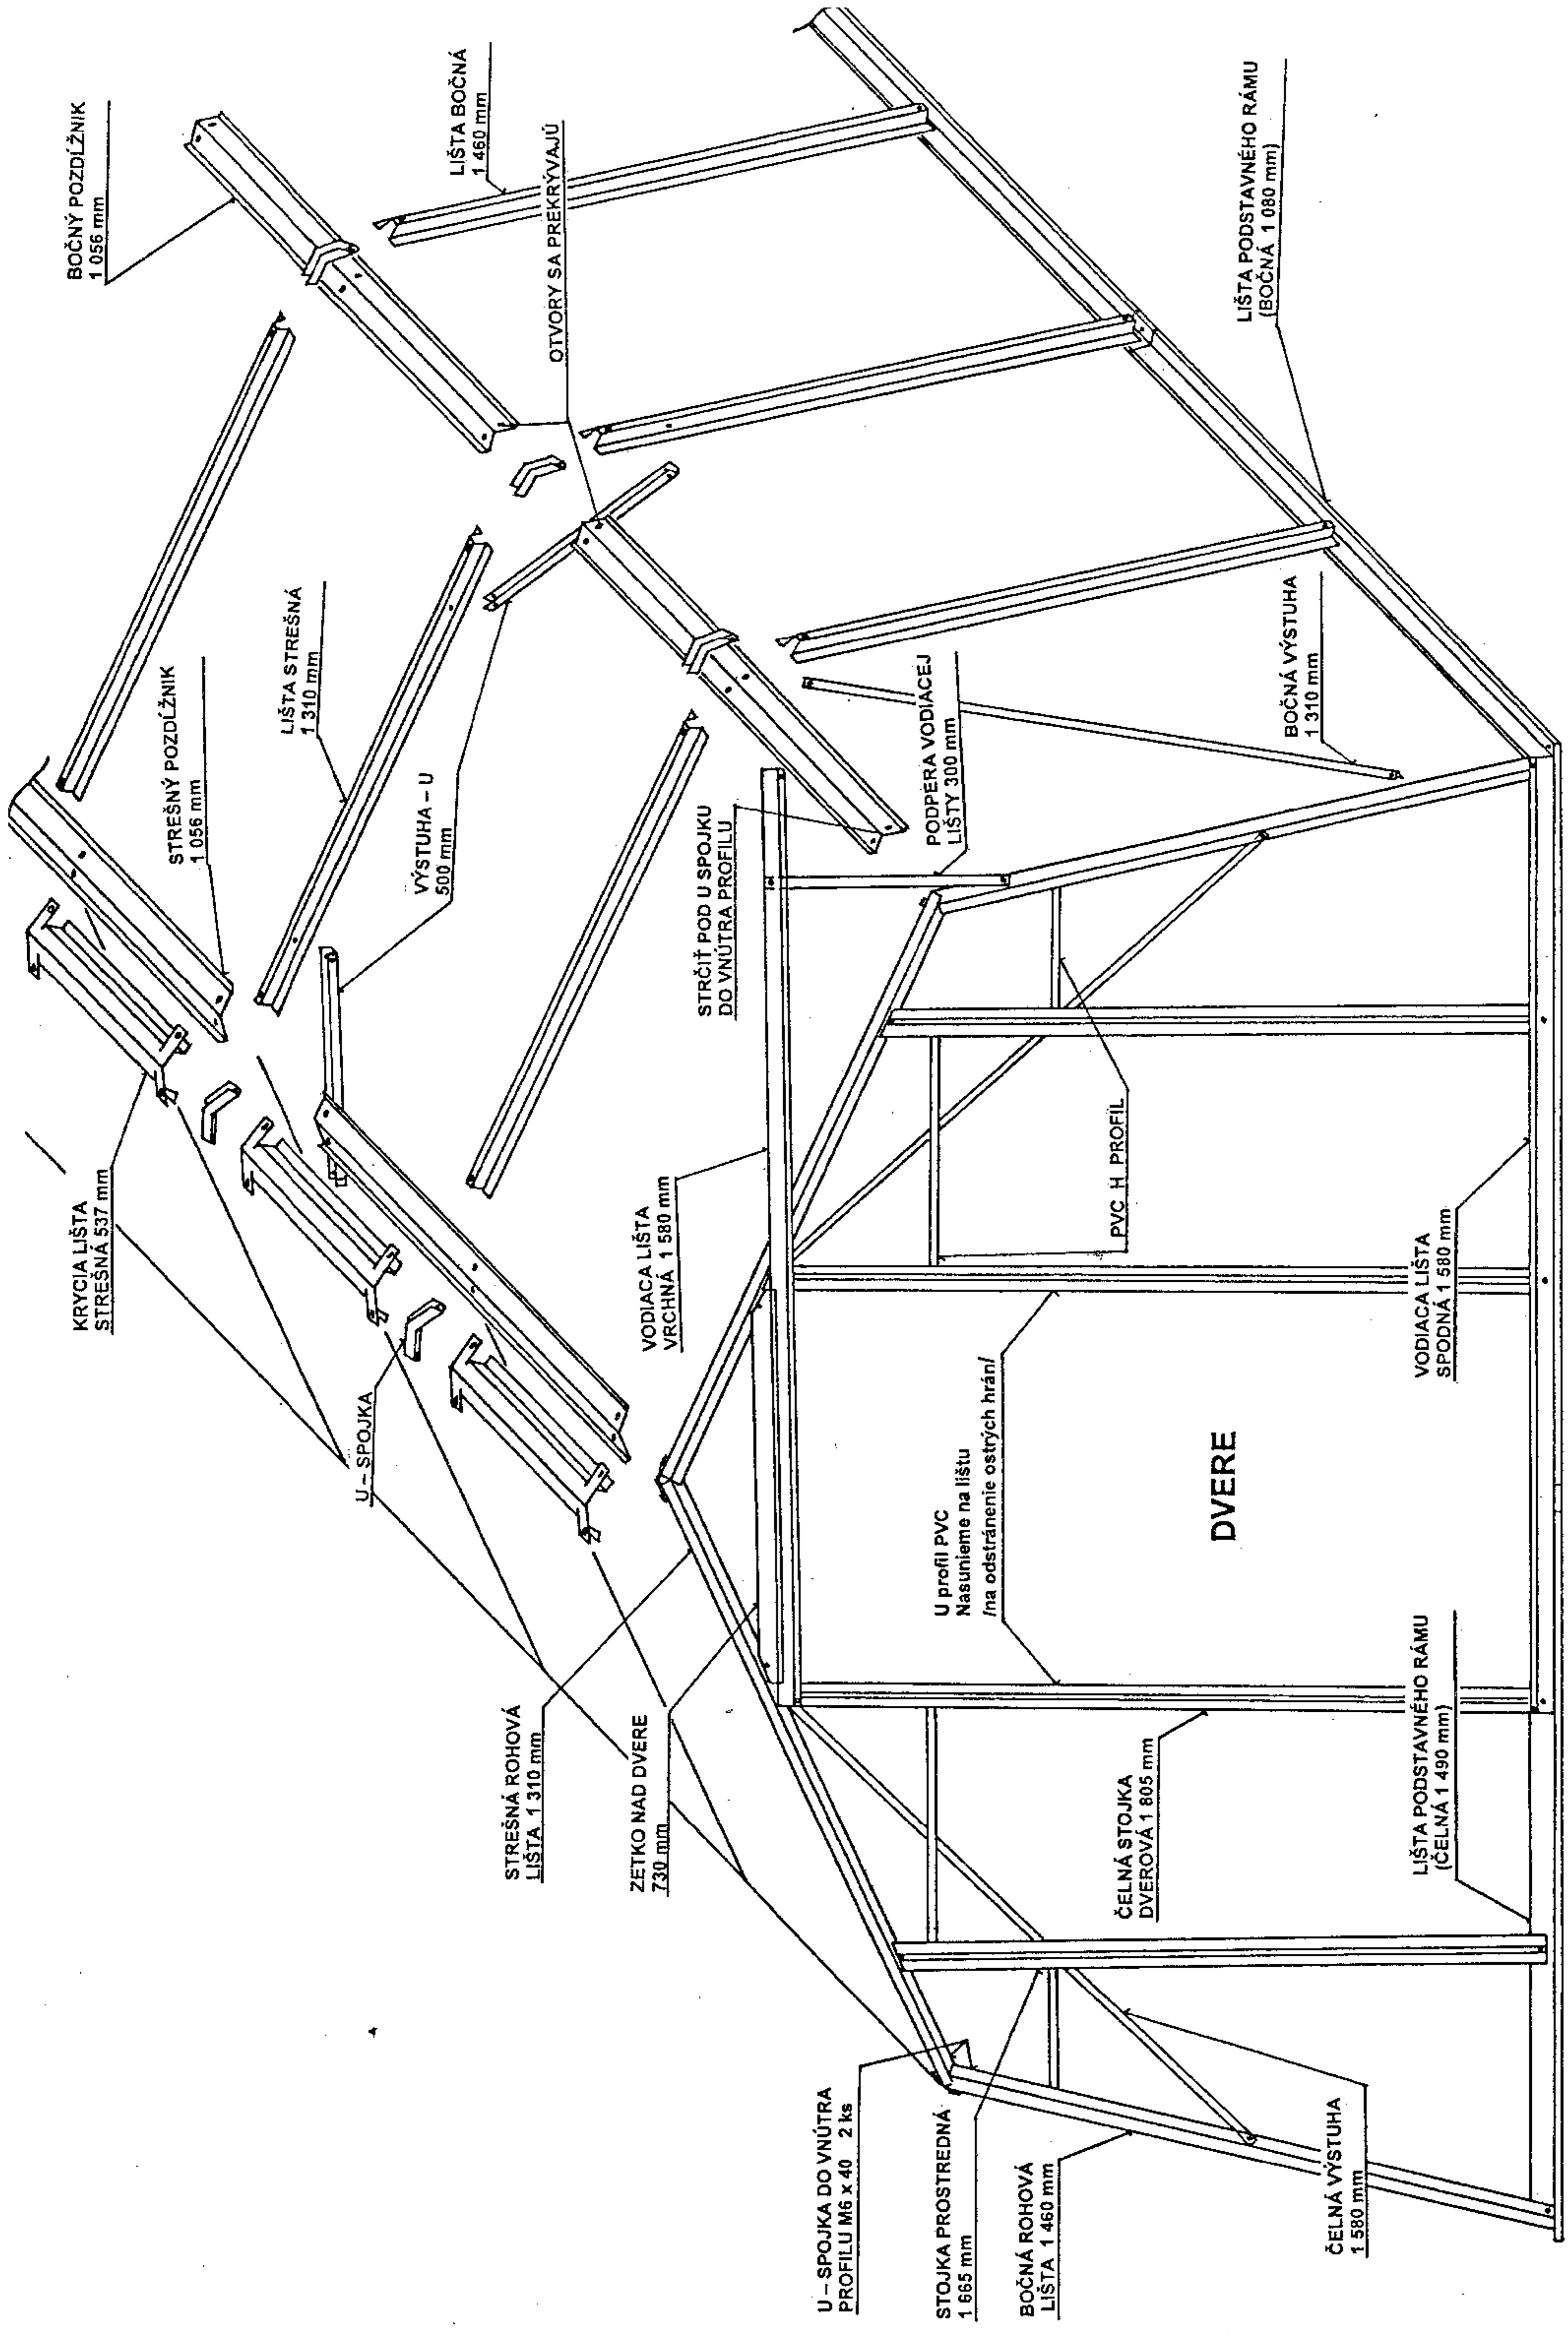 BOČNÝ POZDĹŽNIK
1 056 mm
LIŠTA BOČNÁ
1 460 mm
OTVORY SA PREKRÝVAJÚ
LIŠTA PODSTAVNÉHO RÁMU
(BOČNÁ 1 080 mm)
STREŠNÝ POZDĹŽNIK
1 056 mm
LIŠTA STREŠNÁ
1 310 mm
VÝSTUHA – U
500 mm
STRČIŤ POD U SPOJKU
DO VNÚTRA PROFILU
PODPERA VODIACEJ
LIŠTY 300 mm
BOČNÁ VÝSTUHA
1 310 mm
KRYCIA LIŠTA
STREŠNÁ 537 mm
U – SPOJKA
VODIACA LIŠTA
VRCHNÁ 1 580 mm
PVC H PROFIL
VODIACA LIŠTA
SPODNÁ 1 580 mm
U profil PVC
Nasunieme na lištu
/na odstránenie ostrých hrán/
DVERE
STREŠNÁ ROHOVÁ
LIŠTA 1 310 mm
ZETKO NAD DVERE
730 mm
ČELNÁ STOJKA
DVEROVÁ 1 805 mm
LIŠTA PODSTAVNÉHO RÁMU
(ČELNÁ 1 490 mm)
U – SPOJKA DO VNÚTRA
PROFILU M6 x 40 2 ks
STOJKA PROSTREDNÁ
1 665 mm
BOČNÁ ROHOVÁ
LIŠTA 1 460 mm
ČELNÁ VÝSTUHA
1 580 mm